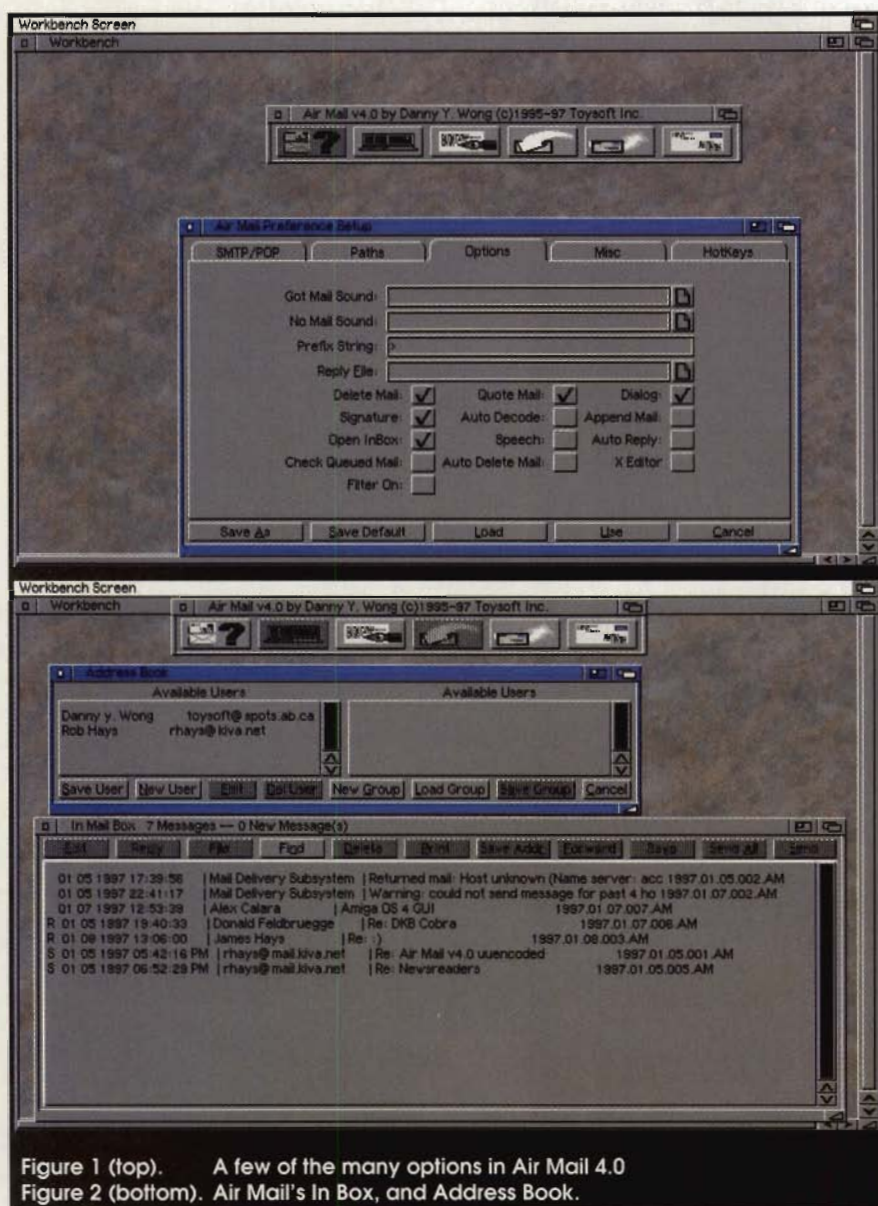 Workbench Screen
Workbench
Air Mail v4.0 by Danny Y. Wong (c)1995-97 Toysoft Inc.
Air Mail Preference Setup
SMTP/POP Paths Options Misc HotKeys
Got Mail Sound:
No Mail Sound:
Prefix String: >
Reply File:
Delete Mail: Quote Mail: Dialog:
Signature: Auto Decode: Append Mail:
Open InBox: Speech: Auto Reply:
Check Queued Mail: Auto Delete Mail: X Editor
Filter On:
Save As Save Default Load Use Cancel
Workbench Screen
Workbench Air Mail v4.0 by Danny Y. Wong (c)1995-97 Toysoft Inc.
Address Book
Available Users Available Users
Danny y. Wong toysoft@spots.ab.ca
Rob Hays rhays@kiva.net
Save User New User Edit Del User New Group Load Group Save Group Cancel
In Mail Box 7 Messages — 0 New Message(s)
Edit Reply File Find Delete Print Save Addr. Forward Save Send All Send
01 05 1997 17:39:56 | Mail Delivery Subsystem | Returned mail: Host unknown (Name server: acc 1997.01.05.002.AM
01 05 1997 22:41:17 | Mail Delivery Subsystem | Warning: could not send message for past 4 ho 1997.01.07.002.AM
01 07 1997 12:53:39 | Alex Calara | Amiga OS 4 GUI 1997.01.07.007.AM
R 01 05 1997 19:40:33 | Donald Feldbruegge | Re: DKB Cobra 1997.01.07.006.AM
R 01 09 1997 13:06:00 | James Hays | Re: :) 1997.01.08.003.AM
S 01 05 1997 05:42:16 PM | rhays@mail.kiva.net | Re: Air Mail v4.0 uuencoded 1997.01.05.001.AM
S 01 05 1997 06:52:29 PM | rhays@mail.kiva.net | Re: Newsreaders 1997.01.05.005.AM
Figure 1 (top). A few of the many options in Air Mail 4.0
Figure 2 (bottom). Air Mail's In Box, and Address Book.